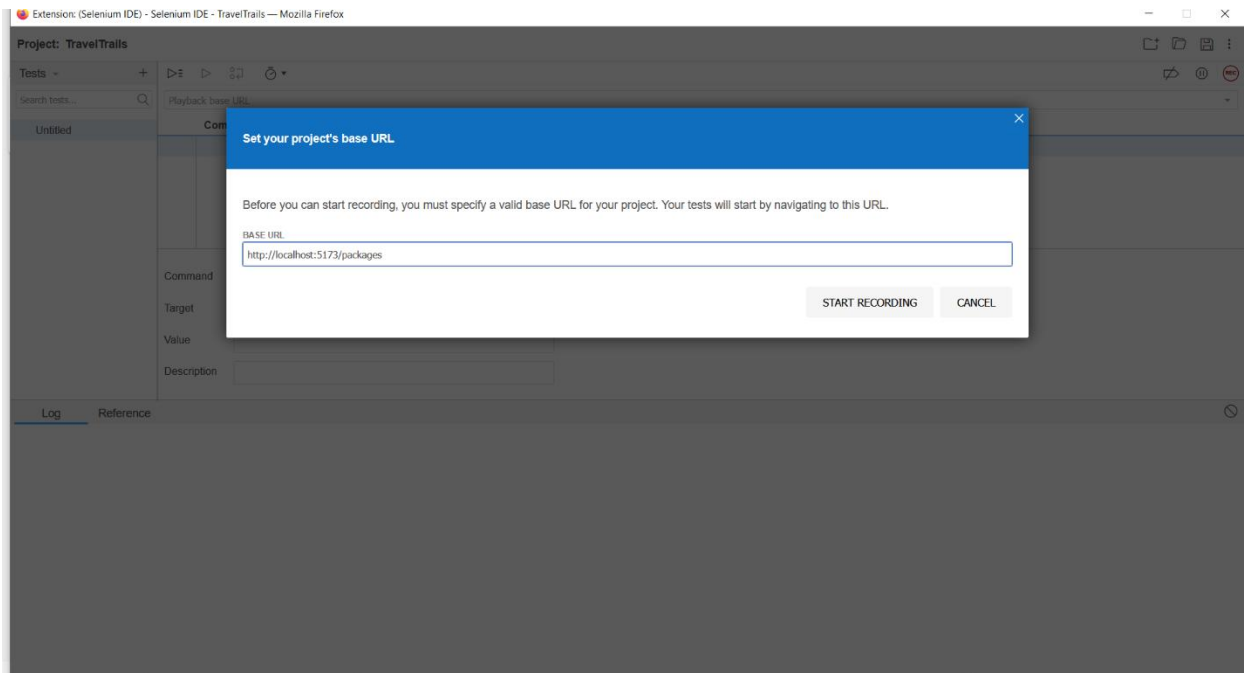 Extension: (Selenium IDE) - Selenium IDE - TravelTrails — Mozilla Firefox
Project: TravelTrails
Tests
Search tests...
Playback base URL
Untitled
Com
Set your project's base URL
Before you can start recording, you must specify a valid base URL for your project. Your tests will start by navigating to this URL.
BASE URL
http://localhost:5173/packages
START RECORDING CANCEL
Command
Target
Value
Description
Log Reference
REC